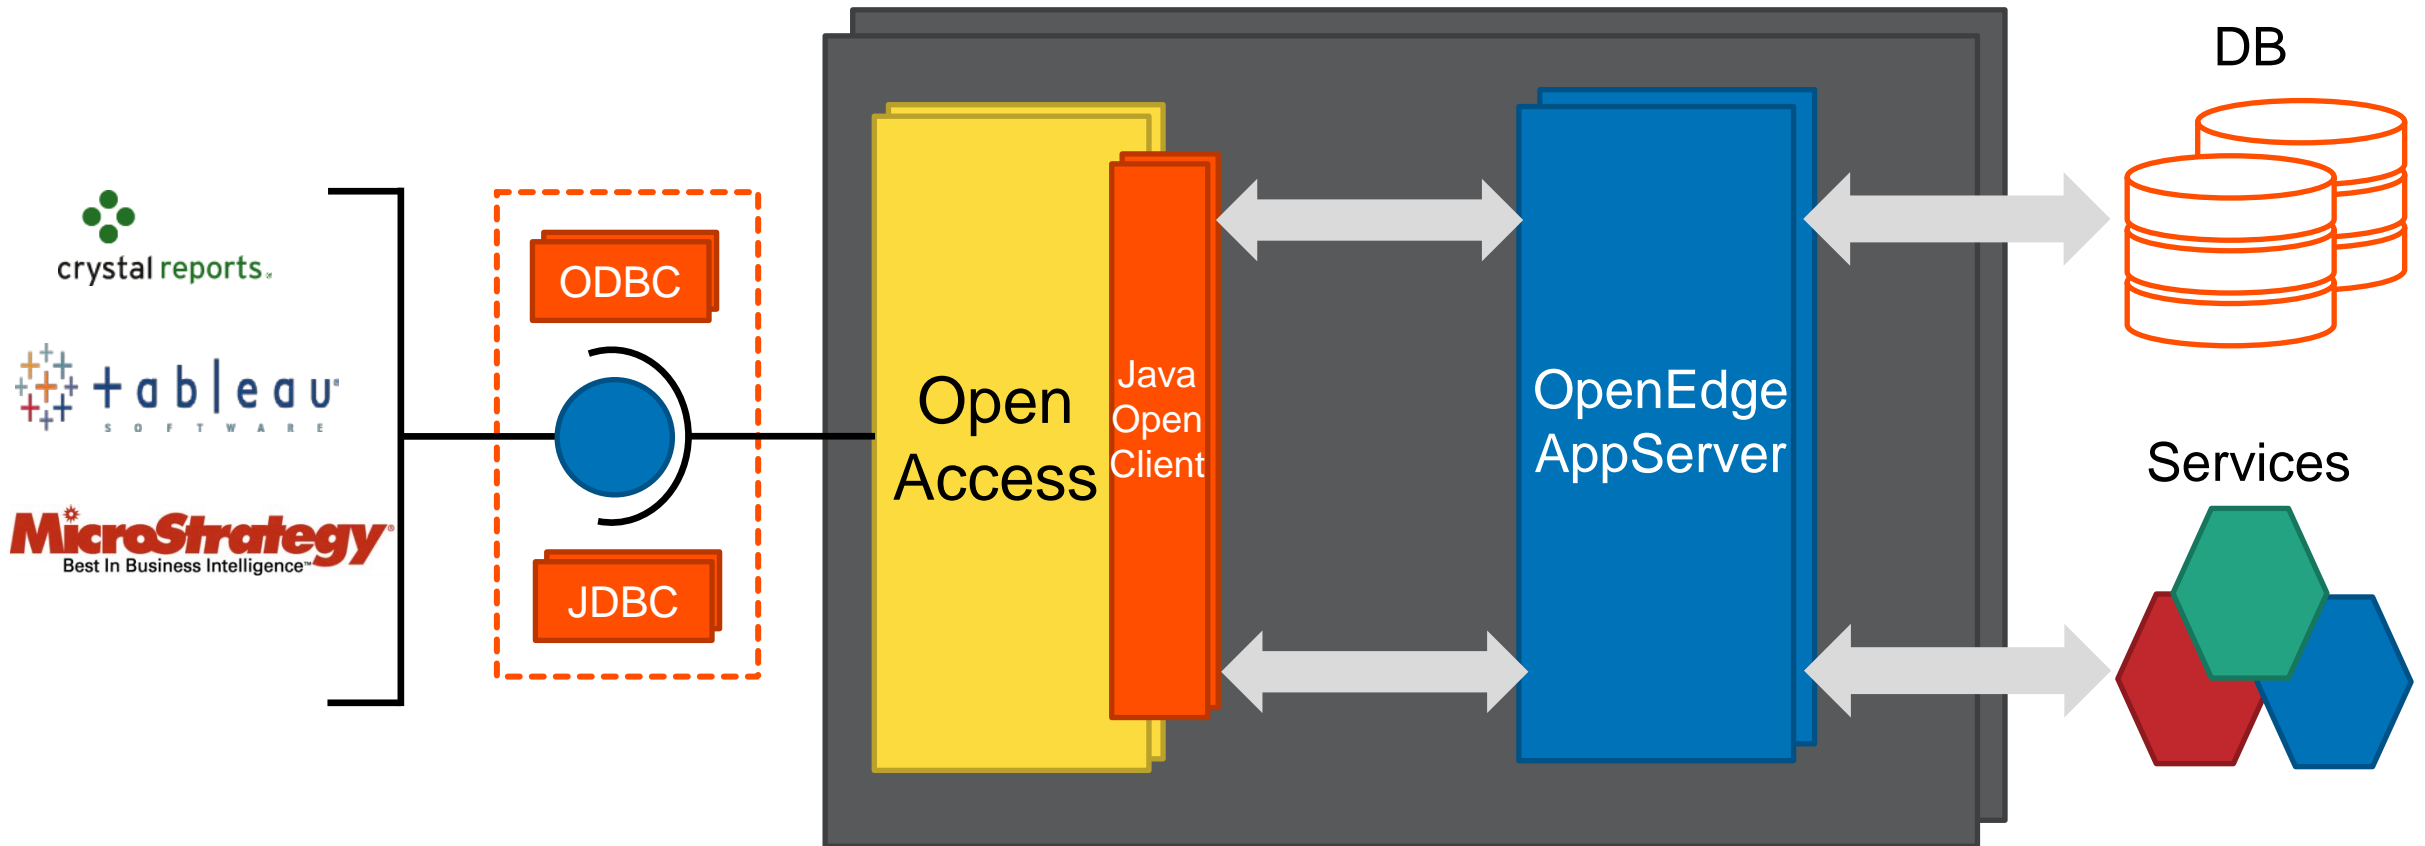 crystal reports
tableau
SOFTWARE
MicroStrategy
Best In Business Intelligence™
ODBC
JDBC
Open
Access
Java
Open
Client
OpenEdge
AppServer
DB
Services